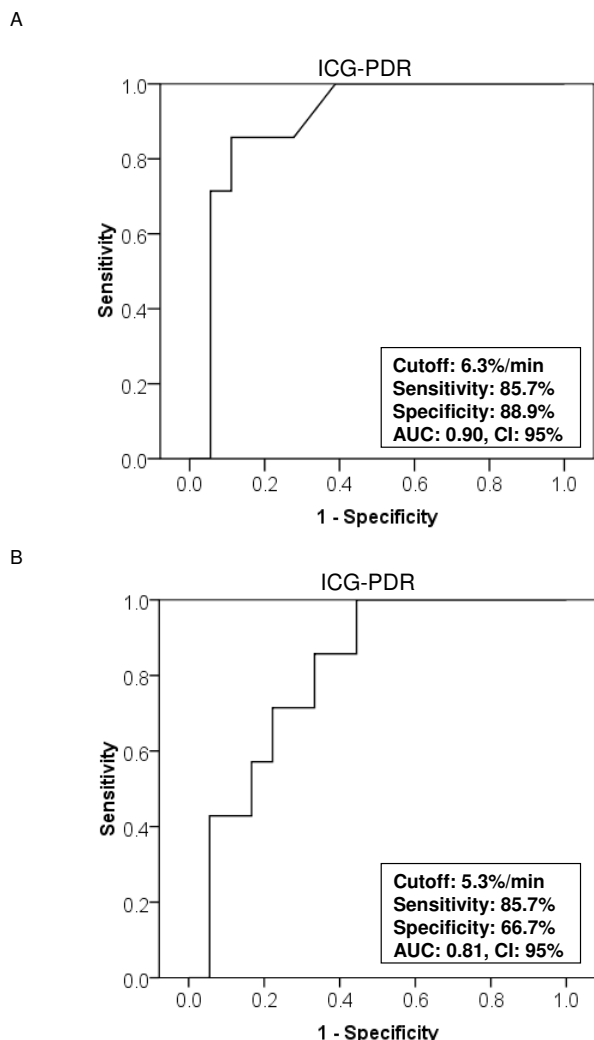 A
ICG-PDR
1.0
0.8
0.6
0.4
0.2
0.0
Sensitivity
Cutoff: 6.3%/min
Sensitivity: 85.7%
Specificity: 88.9%
AUC: 0.90, CI: 95%
0.0 0.2 0.4 0.6 0.8 1.0
1 - Specificity
B
ICG-PDR
1.0
0.8
0.6
0.4
0.2
0.0
Sensitivity
Cutoff: 5.3%/min
Sensitivity: 85.7%
Specificity: 66.7%
AUC: 0.81, CI: 95%
0.0 0.2 0.4 0.6 0.8 1.0
1 - Specificity